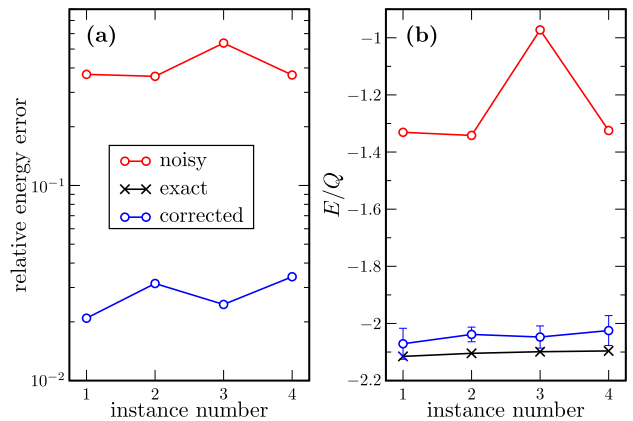 (a)
relative energy error
10⁻¹
10⁻²
noisy
exact
corrected
1 2 3 4
instance number
(b)
E/Q
−1
−1.2
−1.4
−1.6
−1.8
−2
−2.2
1 2 3 4
instance number